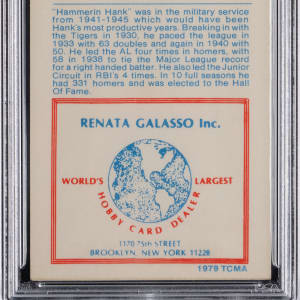 "Hammerin Hank" was in the military service
from 1941-1945 which would have been
Hank's most productive years. Breaking with
the Tigers in 1930, he paced the league in
1933 with 63 doubles and again in 1940 with
50. He led the AL four times in homers, with
58 in 1938 to tie the Major League record
for a right handed batter. He also led the Junior
Circuit in RBI's 4 times. In 10 full seasons he
had 331 homers and was elected to the Hall
Of Fame.
RENATA GALASSO Inc.
WORLD'S LARGEST
HOBBY CARD DEALER
1170 75th STREET
BROOKLYN, NEW YORK 11228
1979 TCMA